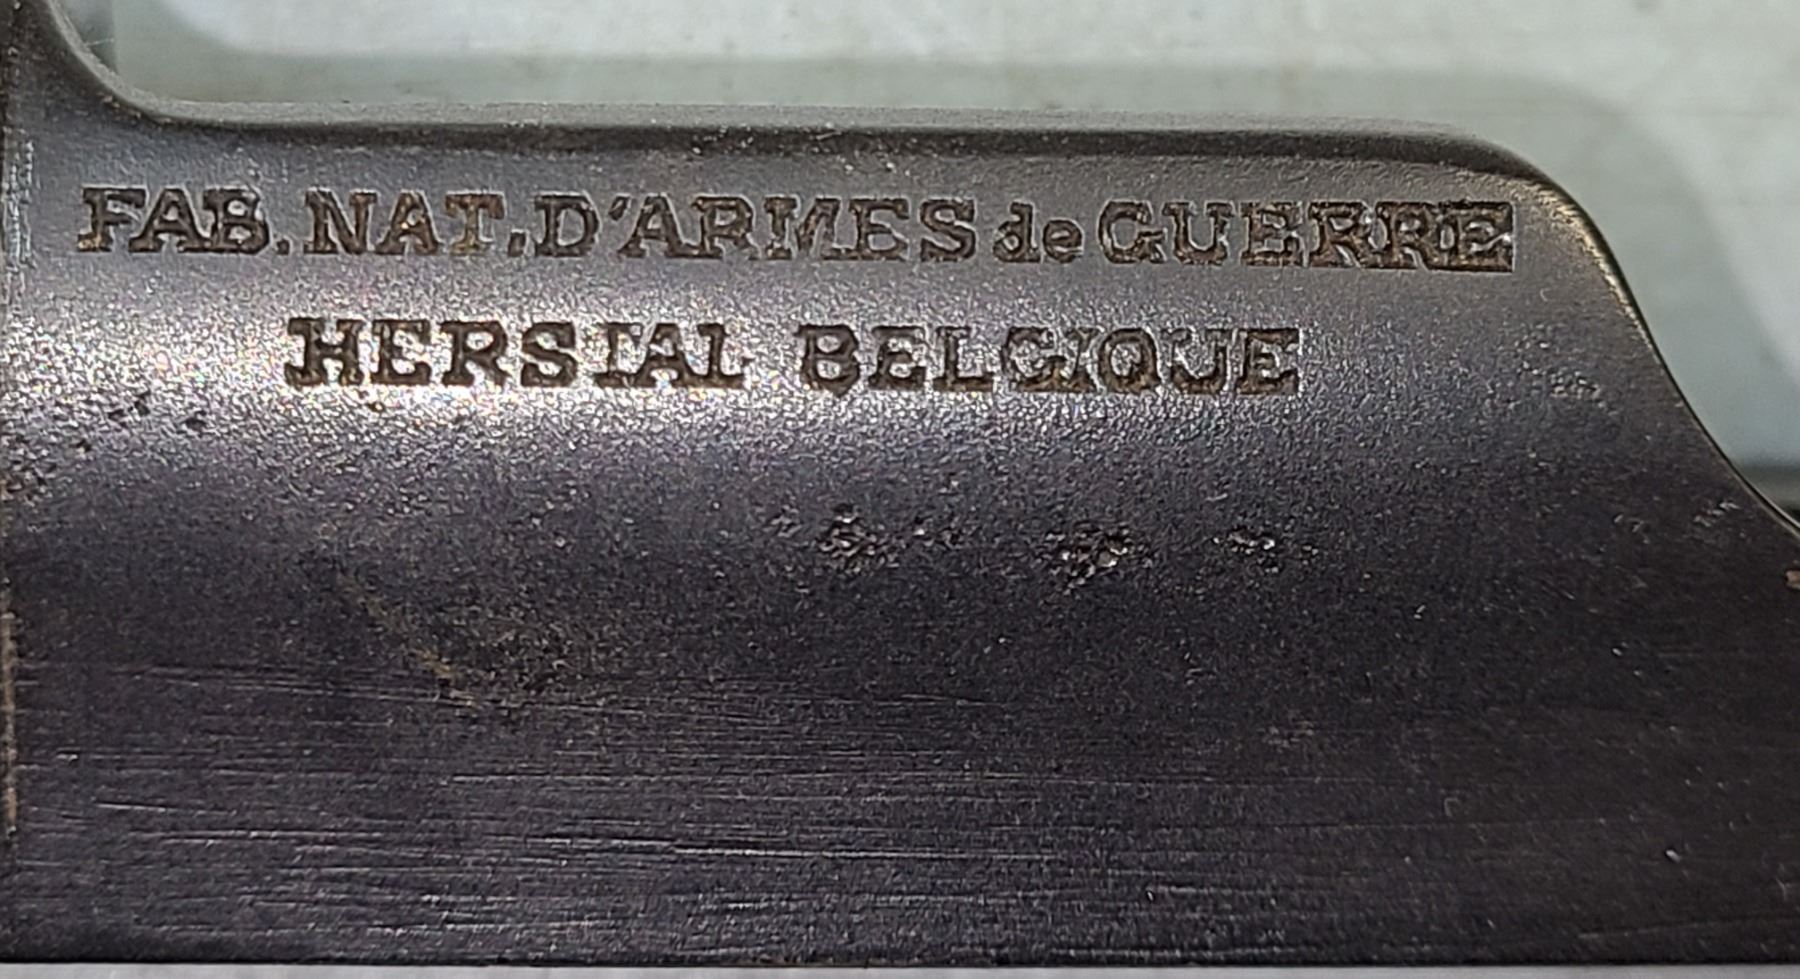 FAB. NAT. D'ARMES de GUERRE
HERSTAL BELGIQUE